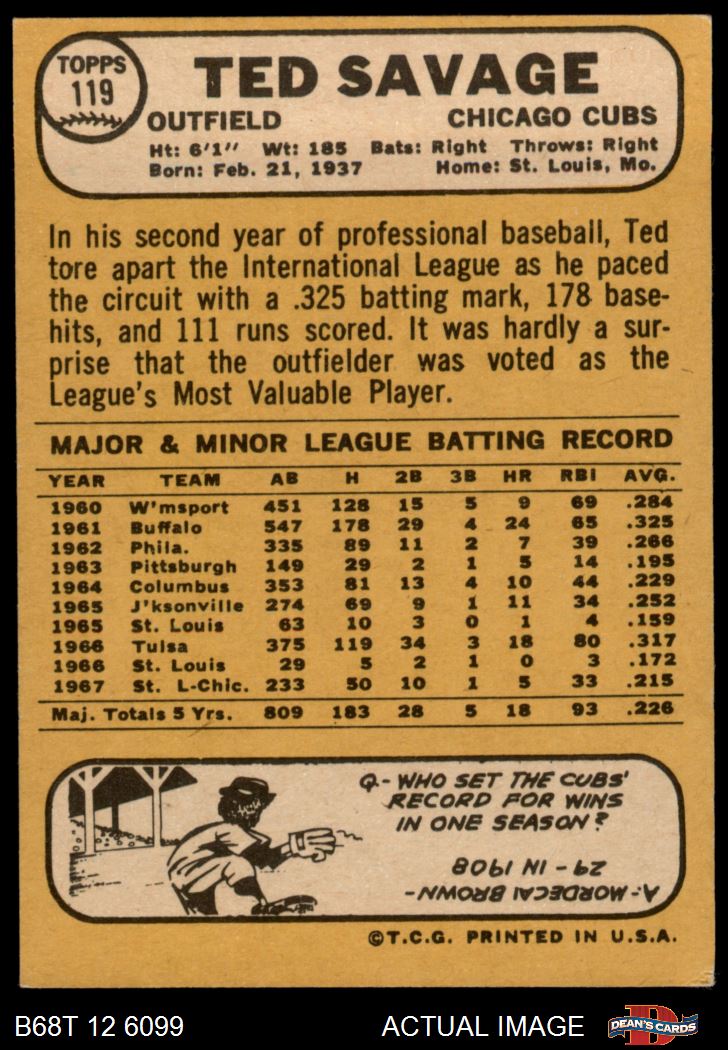 TOPPS
119
TED SAVAGE
OUTFIELD CHICAGO CUBS
Ht: 6'1" Wt: 185 Bats: Right Throws: Right
Born: Feb. 21, 1937 Home: St. Louis, Mo.
In his second year of professional baseball, Ted
tore apart the International League as he paced
the circuit with a .325 batting mark, 178 base-
hits, and 111 runs scored. It was hardly a sur-
prise that the outfielder was voted as the
League's Most Valuable Player.
MAJOR & MINOR LEAGUE BATTING RECORD
YEAR TEAM AB H 2B 3B HR RBI AVG.
1960 W'msport 451 128 15 5 9 69 .284
1961 Buffalo 547 178 29 4 24 65 .325
1962 Phila. 335 89 11 2 7 39 .266
1963 Pittsburgh 149 29 2 1 5 14 .195
1964 Columbus 353 81 13 4 10 44 .229
1965 J'ksonville 274 69 9 1 11 34 .252
1965 St. Louis 63 10 3 0 1 4 .159
1966 Tulsa 375 119 34 3 18 80 .317
1966 St. Louis 29 5 2 1 0 3 .172
1967 St. L-Chic. 233 50 10 1 5 33 .215
Maj. Totals 5 Yrs. 809 183 28 5 18 93 .226
Q- WHO SET THE CUBS'
RECORD FOR WINS
IN ONE SEASON?
A: MORDECAI BROWN-
29 - IN 1908
©T.C.G. PRINTED IN U.S.A.
B68T 12 6099 ACTUAL IMAGE DEAN'S CARDS